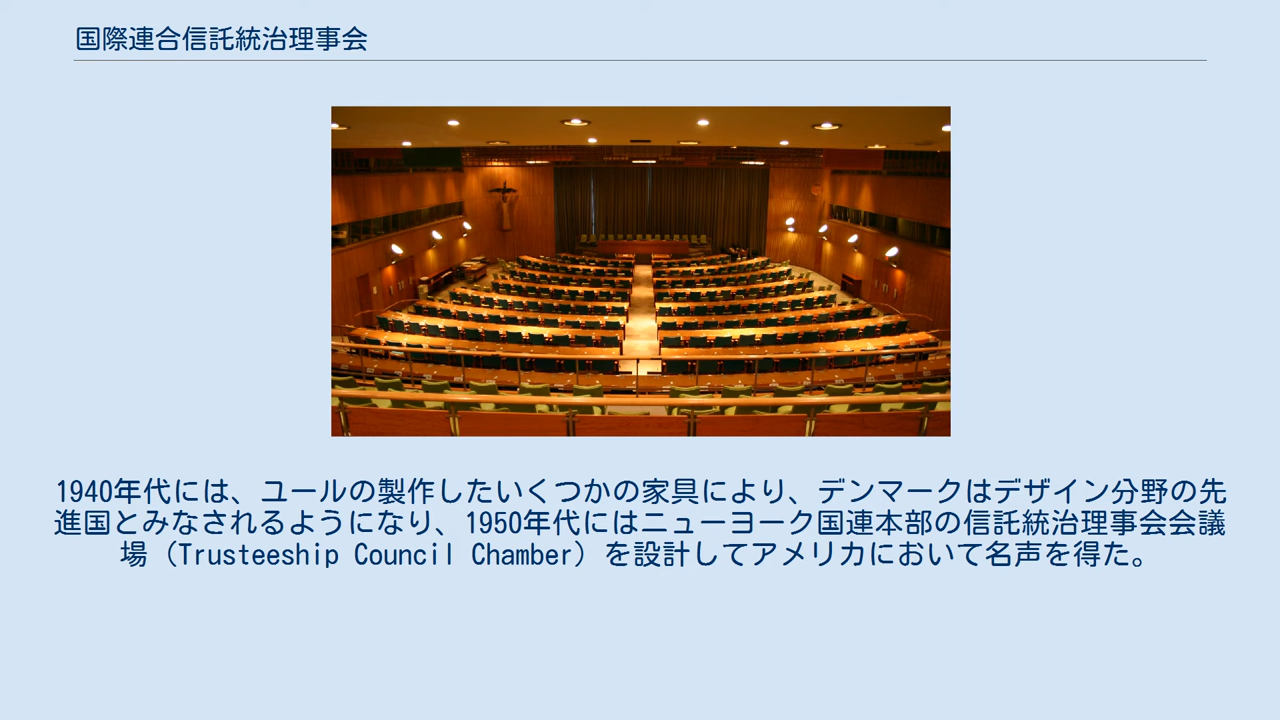 国際連合信託統治理事会
1940年代には、ユールの製作したいくつかの家具により、デンマークはデザイン分野の先
進国とみなされるようになり、1950年代にはニューヨーク国連本部の信託統治理事会会議
場（Trusteeship Council Chamber）を設計してアメリカにおいて名声を得た。